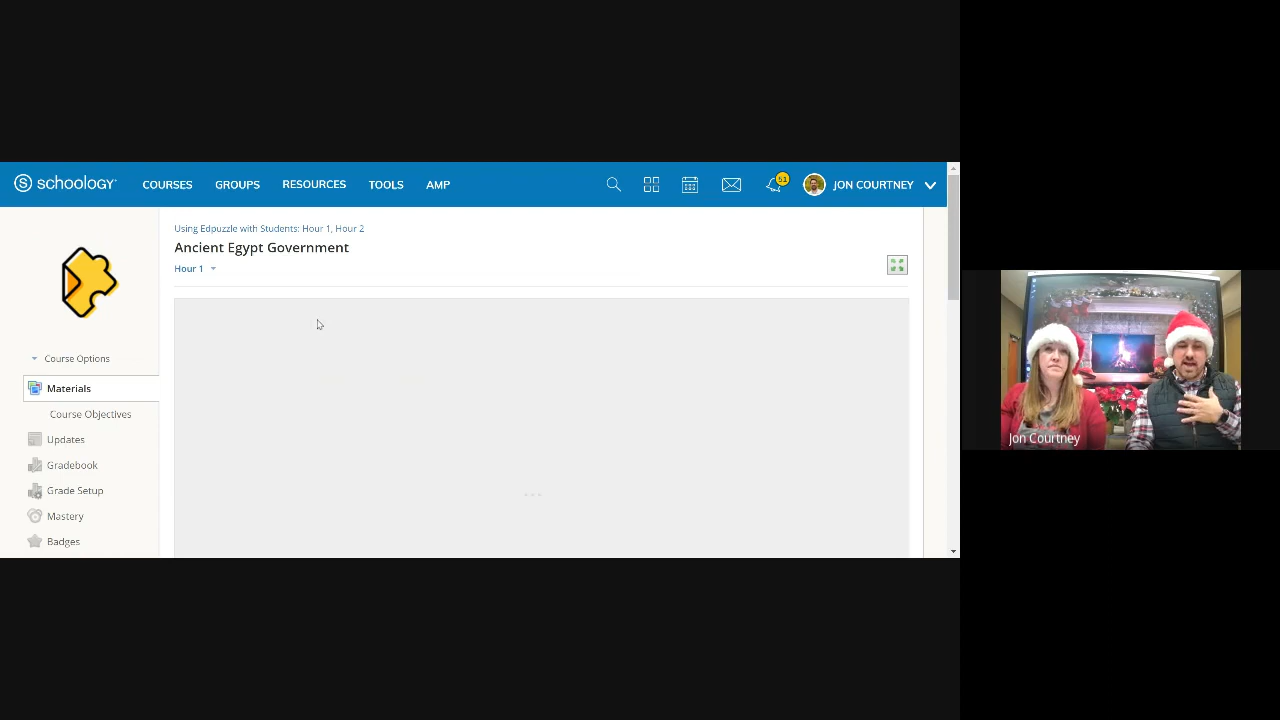 schoology
COURSES
GROUPS
RESOURCES
TOOLS
AMP
51
JON COURTNEY
Using Edpuzzle with Students: Hour 1, Hour 2
Ancient Egypt Government
Hour 1
Course Options
Materials
Course Objectives
Updates
Gradebook
Grade Setup
Mastery
Badges
Jon Courtney